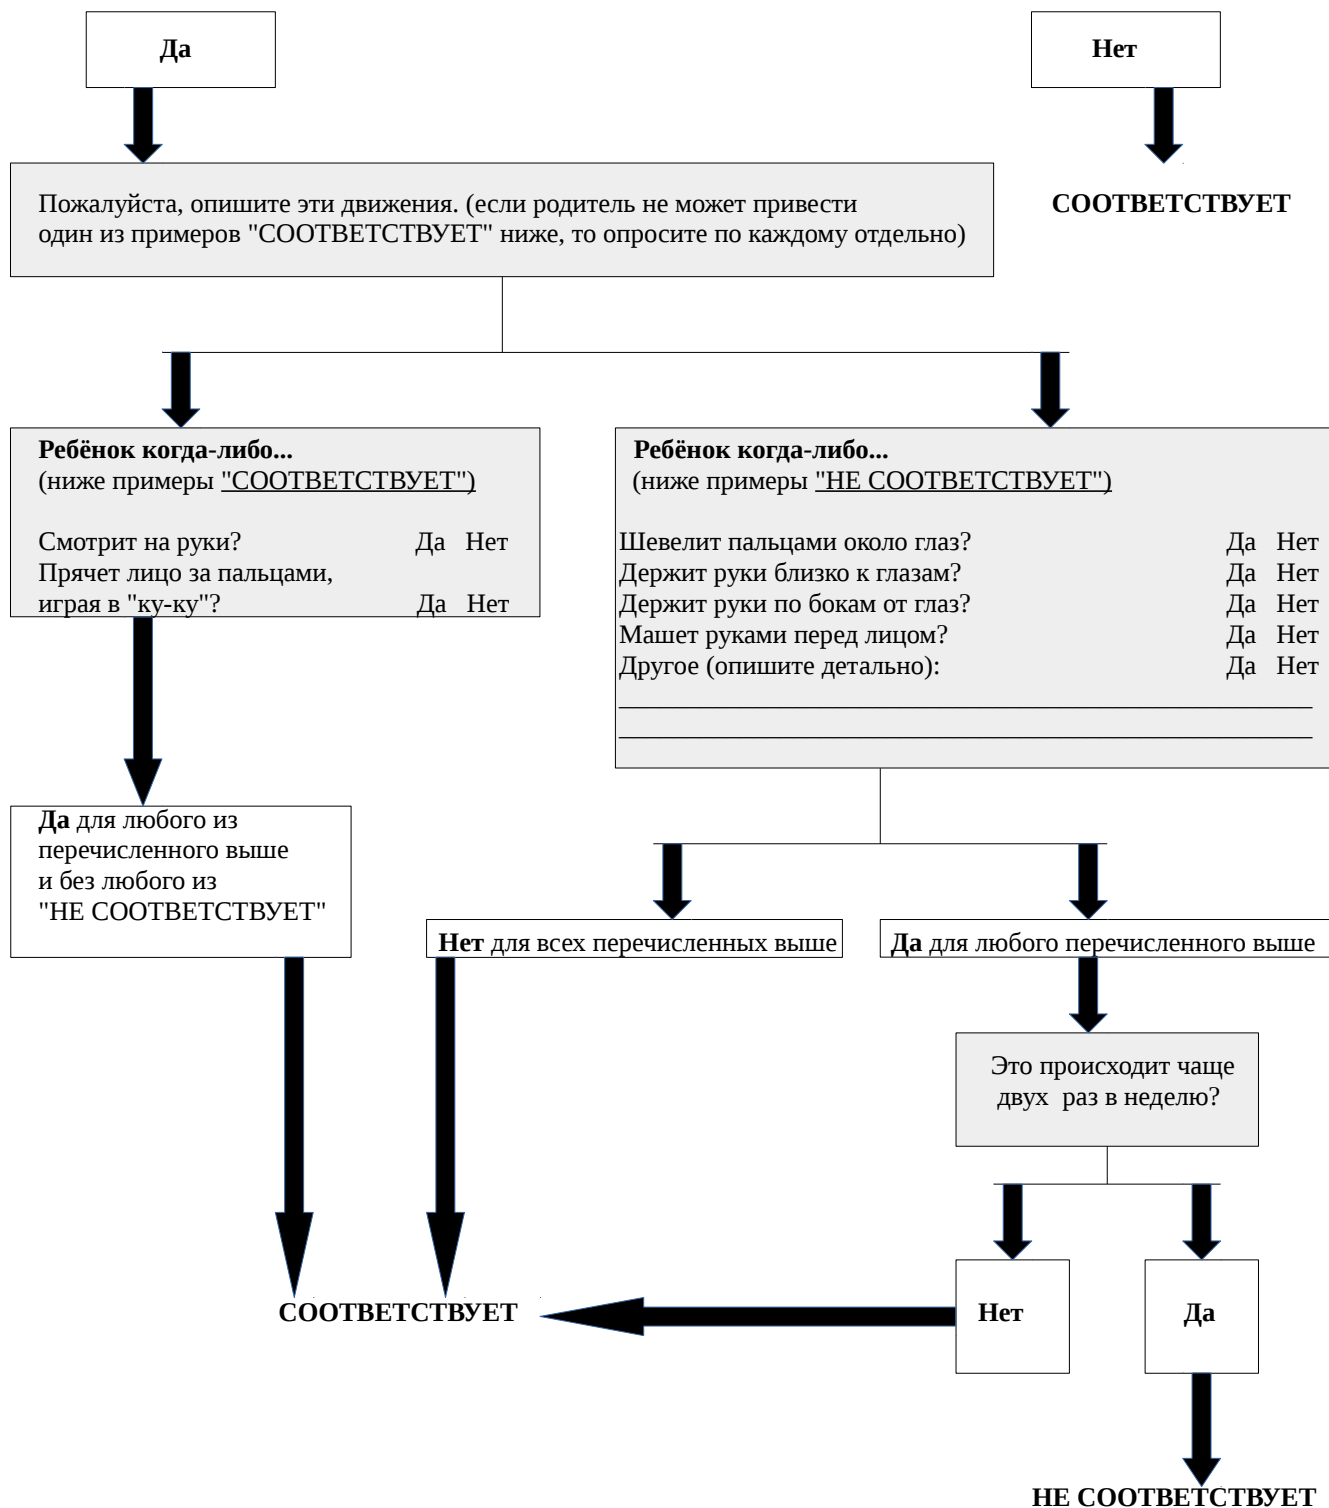 Да
Нет
СООТВЕТСТВУЕТ
Пожалуйста, опишите эти движения. (если родитель не может привести
один из примеров "СООТВЕТСТВУЕТ" ниже, то опросите по каждому отдельно)
Ребёнок когда-либо...
(ниже примеры "СООТВЕТСТВУЕТ")
Смотрит на руки? Да Нет
Прячет лицо за пальцами,
играя в "ку-ку"? Да Нет
Ребёнок когда-либо...
(ниже примеры "НЕ СООТВЕТСТВУЕТ")
Шевелит пальцами около глаз? Да Нет
Держит руки близко к глазам? Да Нет
Держит руки по бокам от глаз? Да Нет
Машет руками перед лицом? Да Нет
Другое (опишите детально): Да Нет
Да для любого из
перечисленного выше
и без любого из
"НЕ СООТВЕТСТВУЕТ"
Нет для всех перечисленных выше
Да для любого перечисленного выше
Это происходит чаще
двух раз в неделю?
СООТВЕТСТВУЕТ
Нет
Да
НЕ СООТВЕТСТВУЕТ